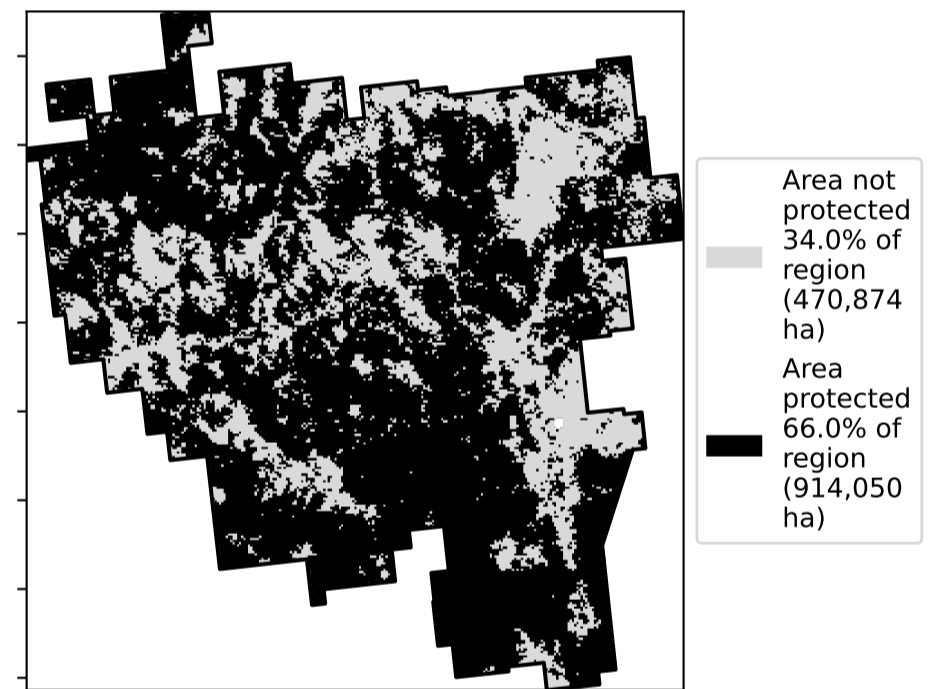 Area not
protected
34.0% of
region
(470,874
ha)
Area
protected
66.0% of
region
(914,050
ha)